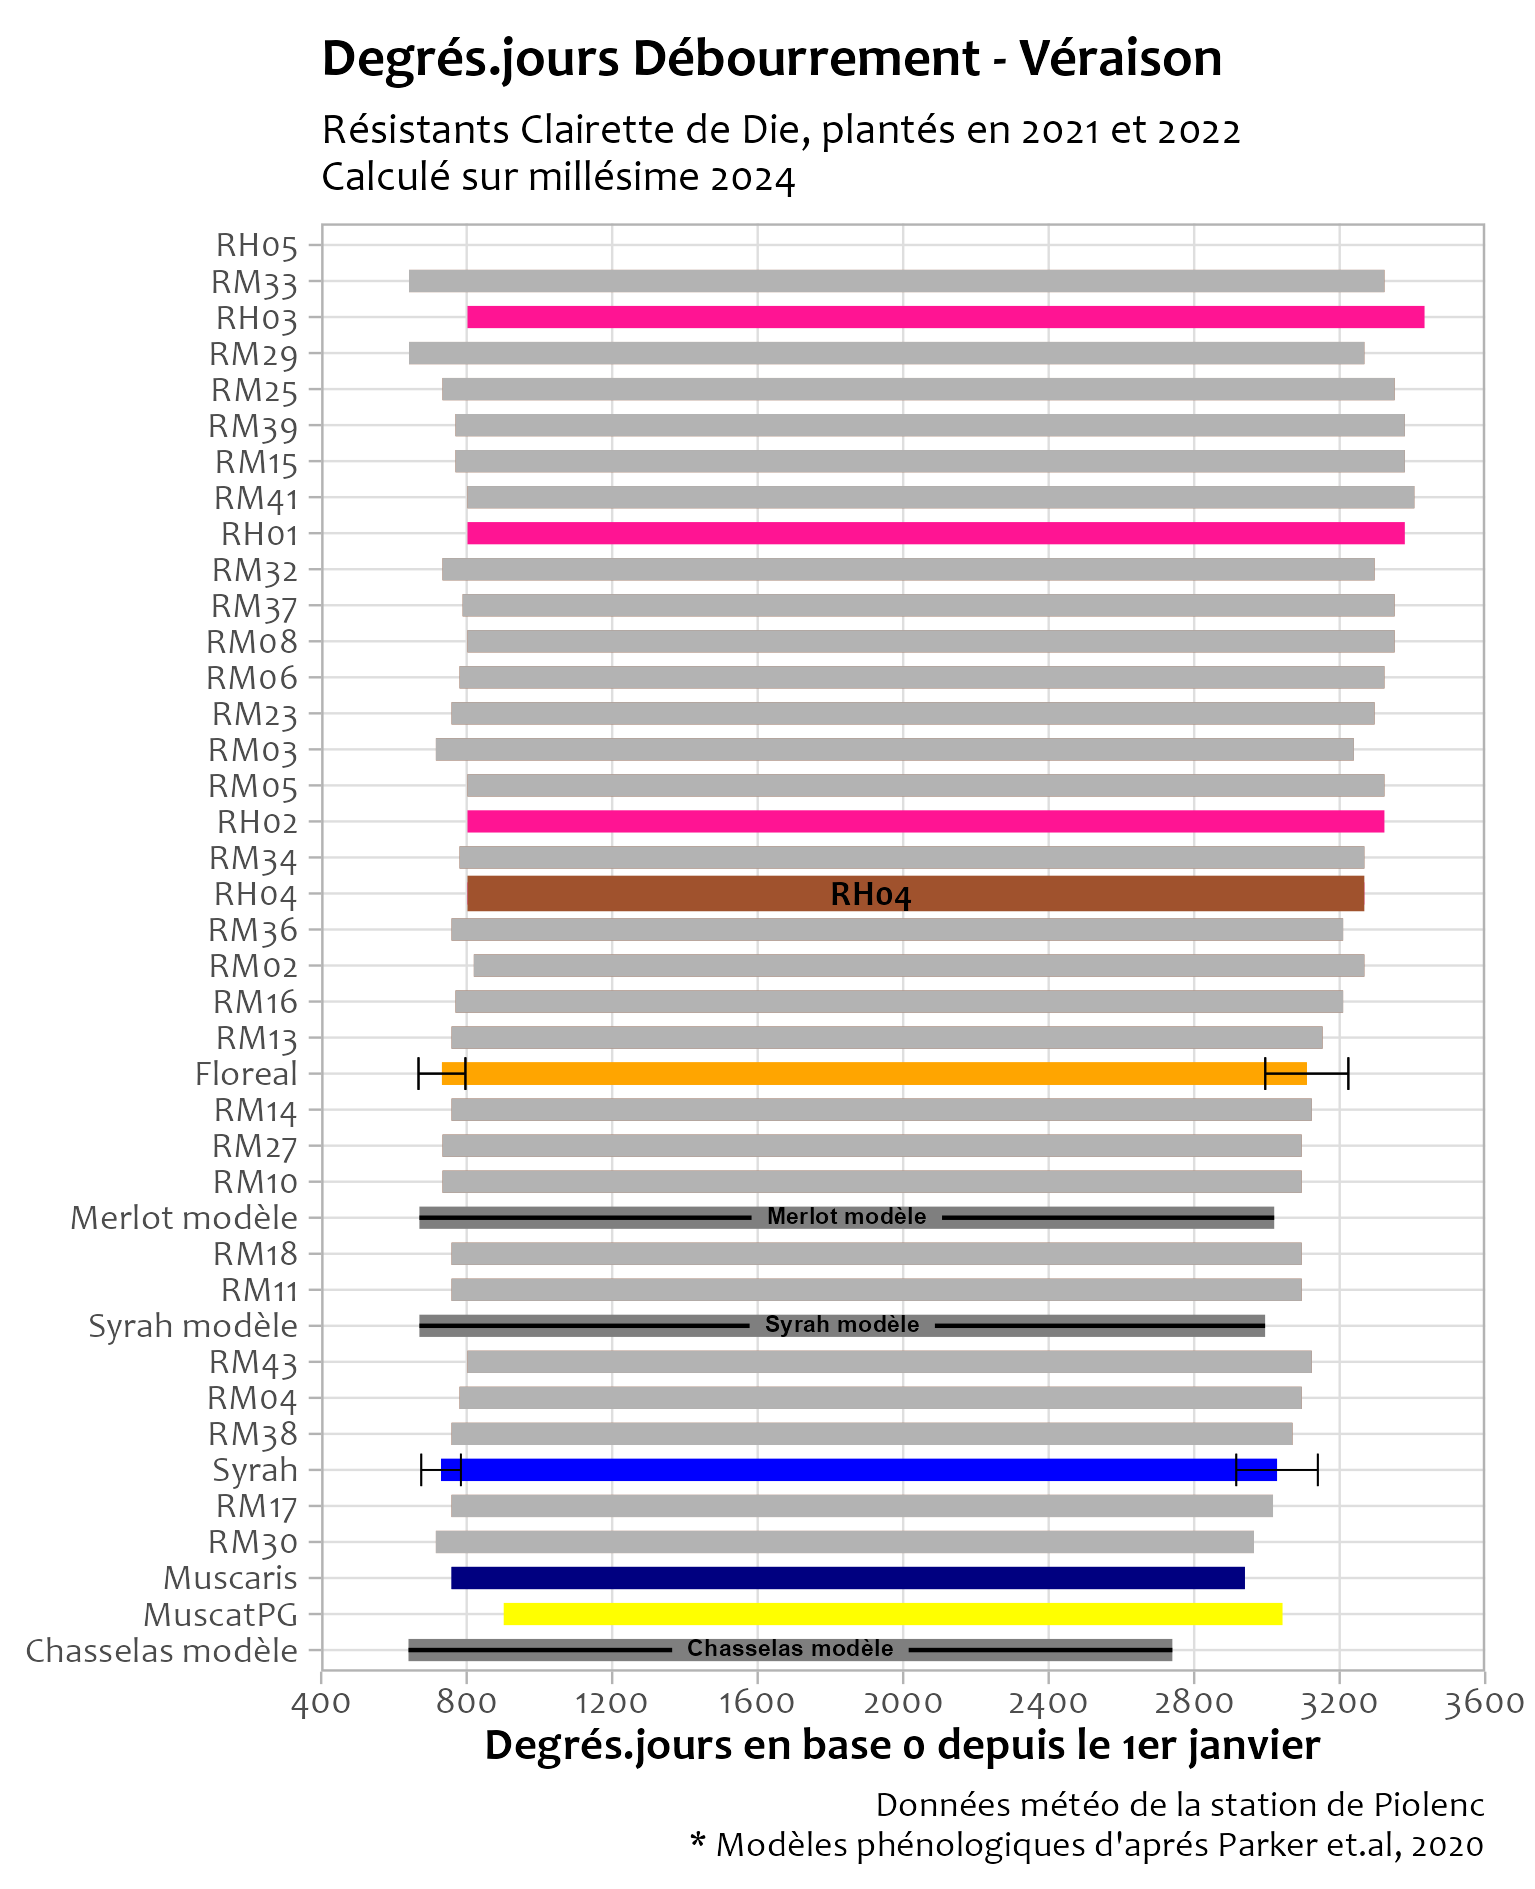 Degrés.jours Débourrement - Véraison
Résistants Clairette de Die, plantés en 2021 et 2022
Calculé sur millésime 2024
RH05
RM33
RH03
RM29
RM25
RM39
RM15
RM41
RH01
RM32
RM37
RM08
RM06
RM23
RM03
RM05
RH02
RM34
RH04 RH04
RM36
RM02
RM16
RM13
Floreal
RM14
RM27
RM10
Merlot modèle Merlot modèle
RM18
RM11
Syrah modèle Syrah modèle
RM43
RM04
RM38
Syrah
RM17
RM30
Muscaris
MuscatPG
Chasselas modèle Chasselas modèle
400 800 1200 1600 2000 2400 2800 3200 3600
Degrés.jours en base 0 depuis le 1er janvier
Données météo de la station de Piolenc
* Modèles phénologiques d'aprés Parker et.al, 2020